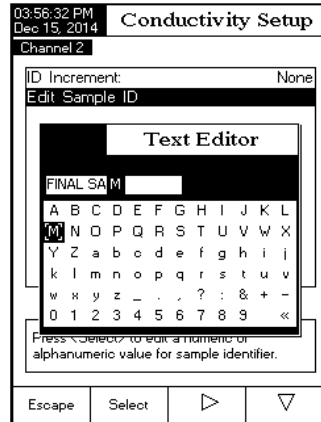 03:56:32 PM
Dec 15, 2014
Conductivity Setup
Channel 2
ID Increment: None
Edit Sample ID
Text Editor
FINAL SAM
A B C D E F G H I J K L
M N O P Q R S T U V W X
Y Z a b c d e f g h i j
k l m n o p q r s t u v
w x y z _ . , ? : & + −
0 1 2 3 4 5 6 7 8 9 «
Press <Select> to edit a numeric or
alphanumeric value for sample identifier.
Escape Select ▷ ▽